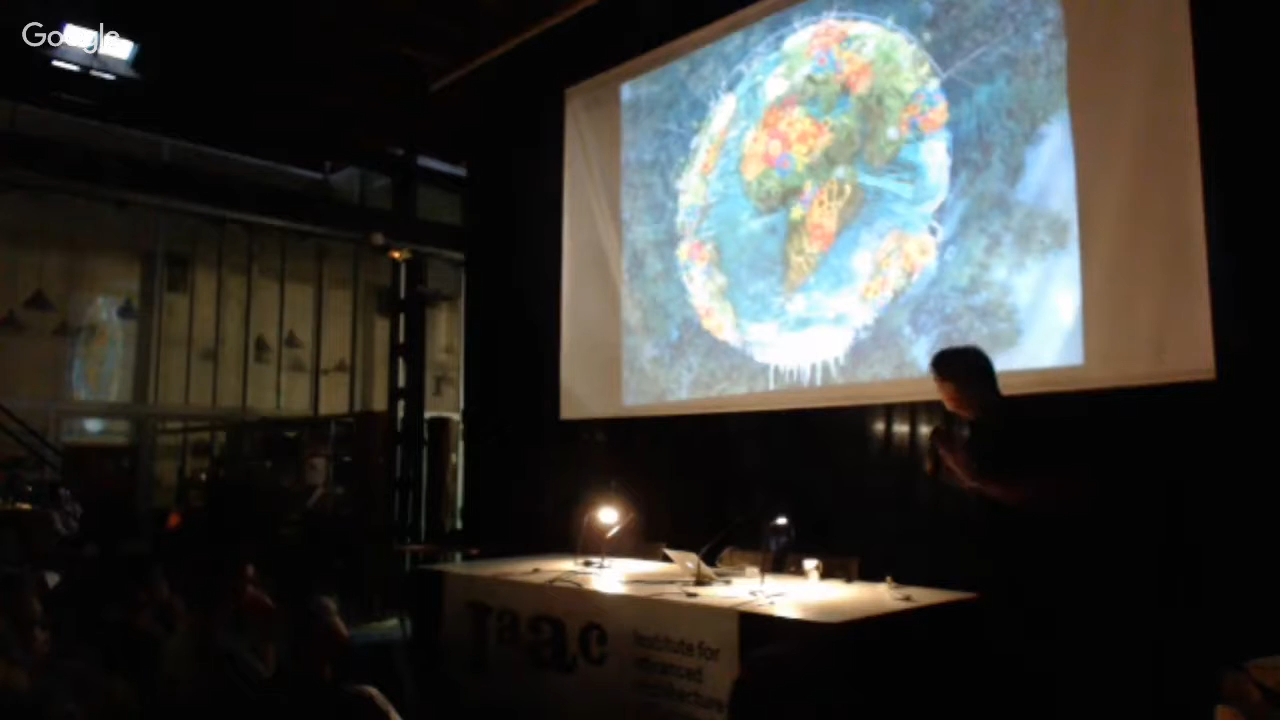 Google
Iaac
Institute for
advanced
architecture